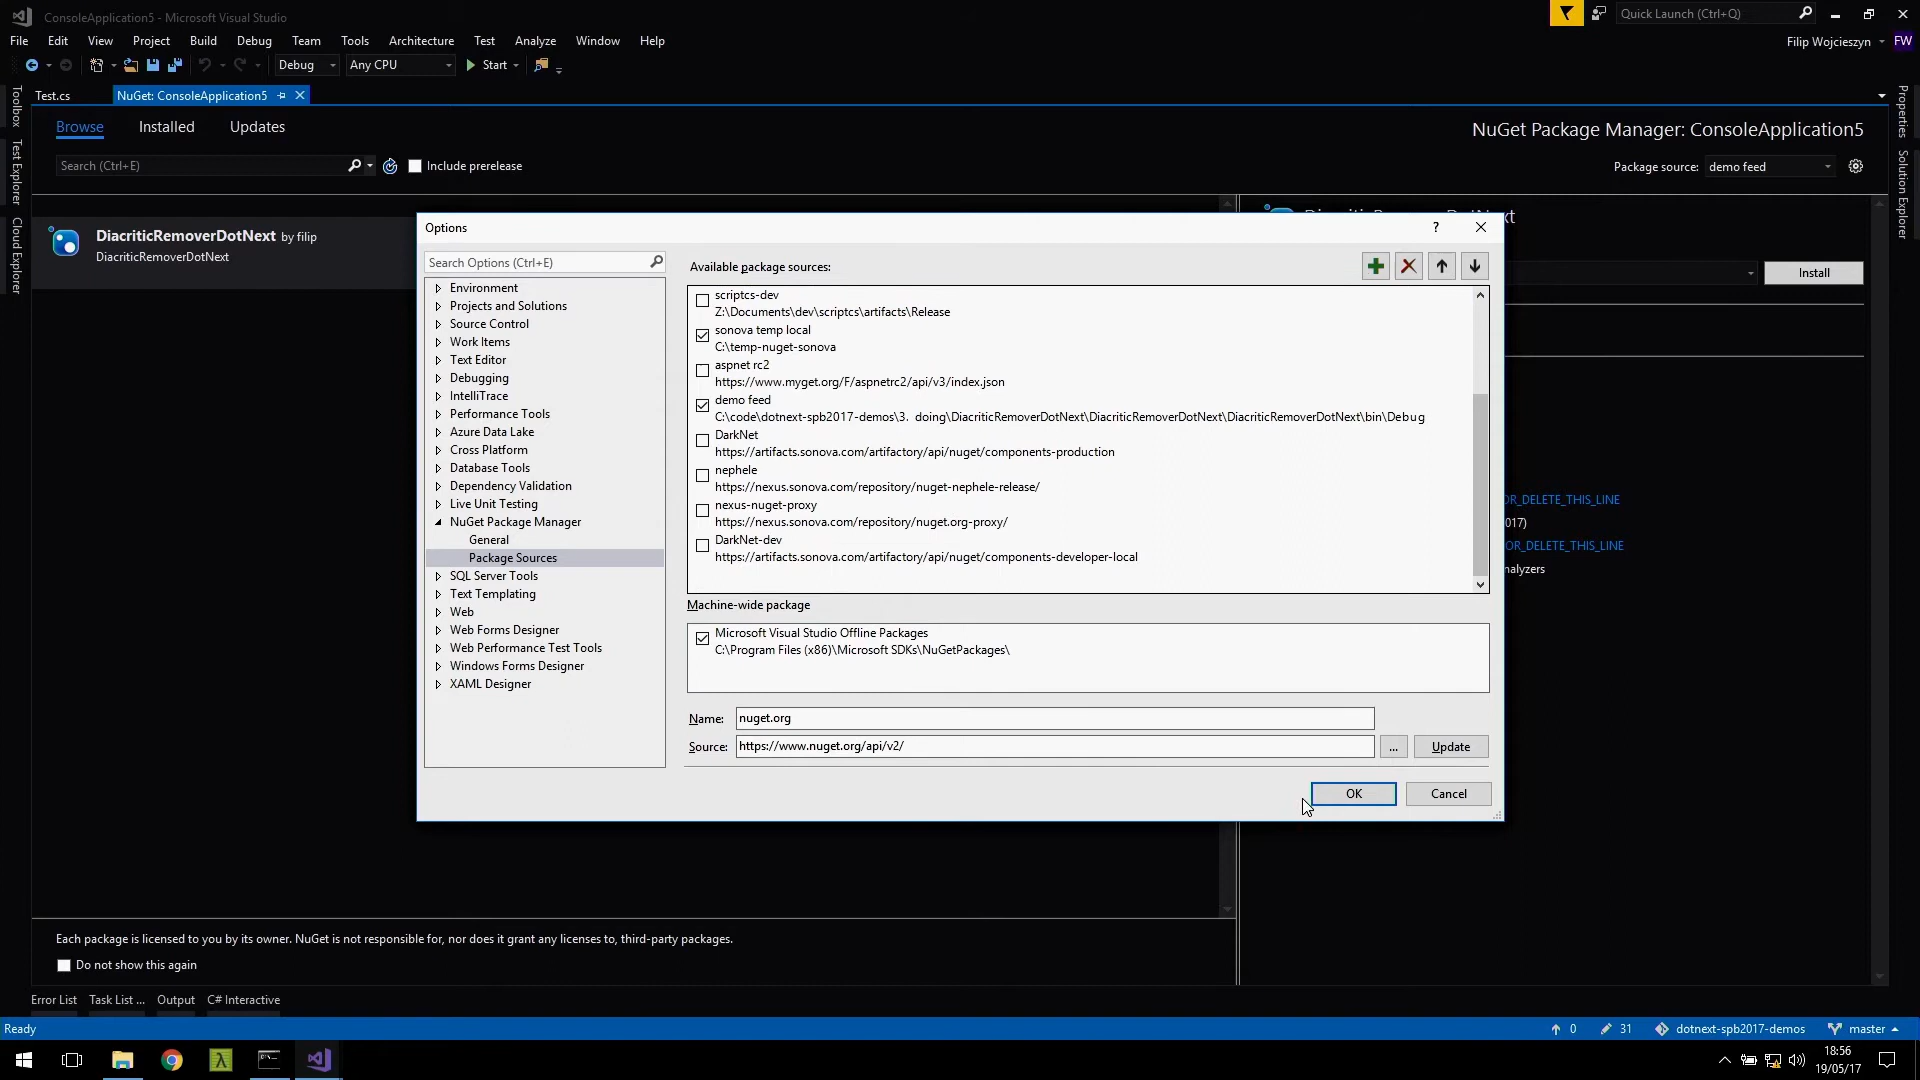 ConsoleApplication5 - Microsoft Visual Studio
Quick Launch (Ctrl+Q)
File Edit View Project Build Debug Team Tools Architecture Test Analyze Window Help
Filip Wojcieszyn FW
Debug Any CPU Start
Test.cs NuGet: ConsoleApplication5
Toolbox
Test Explorer
Cloud Explorer
Properties
Solution Explorer
Browse Installed Updates
NuGet Package Manager: ConsoleApplication5
Search (Ctrl+E) Include prerelease
Package source: demo feed
DiacriticRemoverDotNext by filip
DiacriticRemoverDotNext
Install
OR_DELETE_THIS_LINE
017)
OR_DELETE_THIS_LINE
nalyzers
Options
?
Search Options (Ctrl+E)
Environment
Projects and Solutions
Source Control
Work Items
Text Editor
Debugging
IntelliTrace
Performance Tools
Azure Data Lake
Cross Platform
Database Tools
Dependency Validation
Live Unit Testing
NuGet Package Manager
General
Package Sources
SQL Server Tools
Text Templating
Web
Web Forms Designer
Web Performance Test Tools
Windows Forms Designer
XAML Designer
Available package sources:
scriptcs-dev
Z:\Documents\dev\scriptcs\artifacts\Release
sonova temp local
C:\temp-nuget-sonova
aspnet rc2
https://www.myget.org/F/aspnetrc2/api/v3/index.json
demo feed
C:\code\dotnext-spb2017-demos\3.  doing\DiacriticRemoverDotNext\DiacriticRemoverDotNext\DiacriticRemoverDotNext\bin\Debug
DarkNet
https://artifacts.sonova.com/artifactory/api/nuget/components-production
nephele
https://nexus.sonova.com/repository/nuget-nephele-release/
nexus-nuget-proxy
https://nexus.sonova.com/repository/nuget.org-proxy/
DarkNet-dev
https://artifacts.sonova.com/artifactory/api/nuget/components-developer-local
Machine-wide package
Microsoft Visual Studio Offline Packages
C:\Program Files (x86)\Microsoft SDKs\NuGetPackages\
Name: nuget.org
Source: https://www.nuget.org/api/v2/ ... Update
OK Cancel
Each package is licensed to you by its owner. NuGet is not responsible for, nor does it grant any licenses to, third-party packages.
Do not show this again
Error List Task List ... Output C# Interactive
Ready
0 31 dotnext-spb2017-demos master
18:56
19/05/17